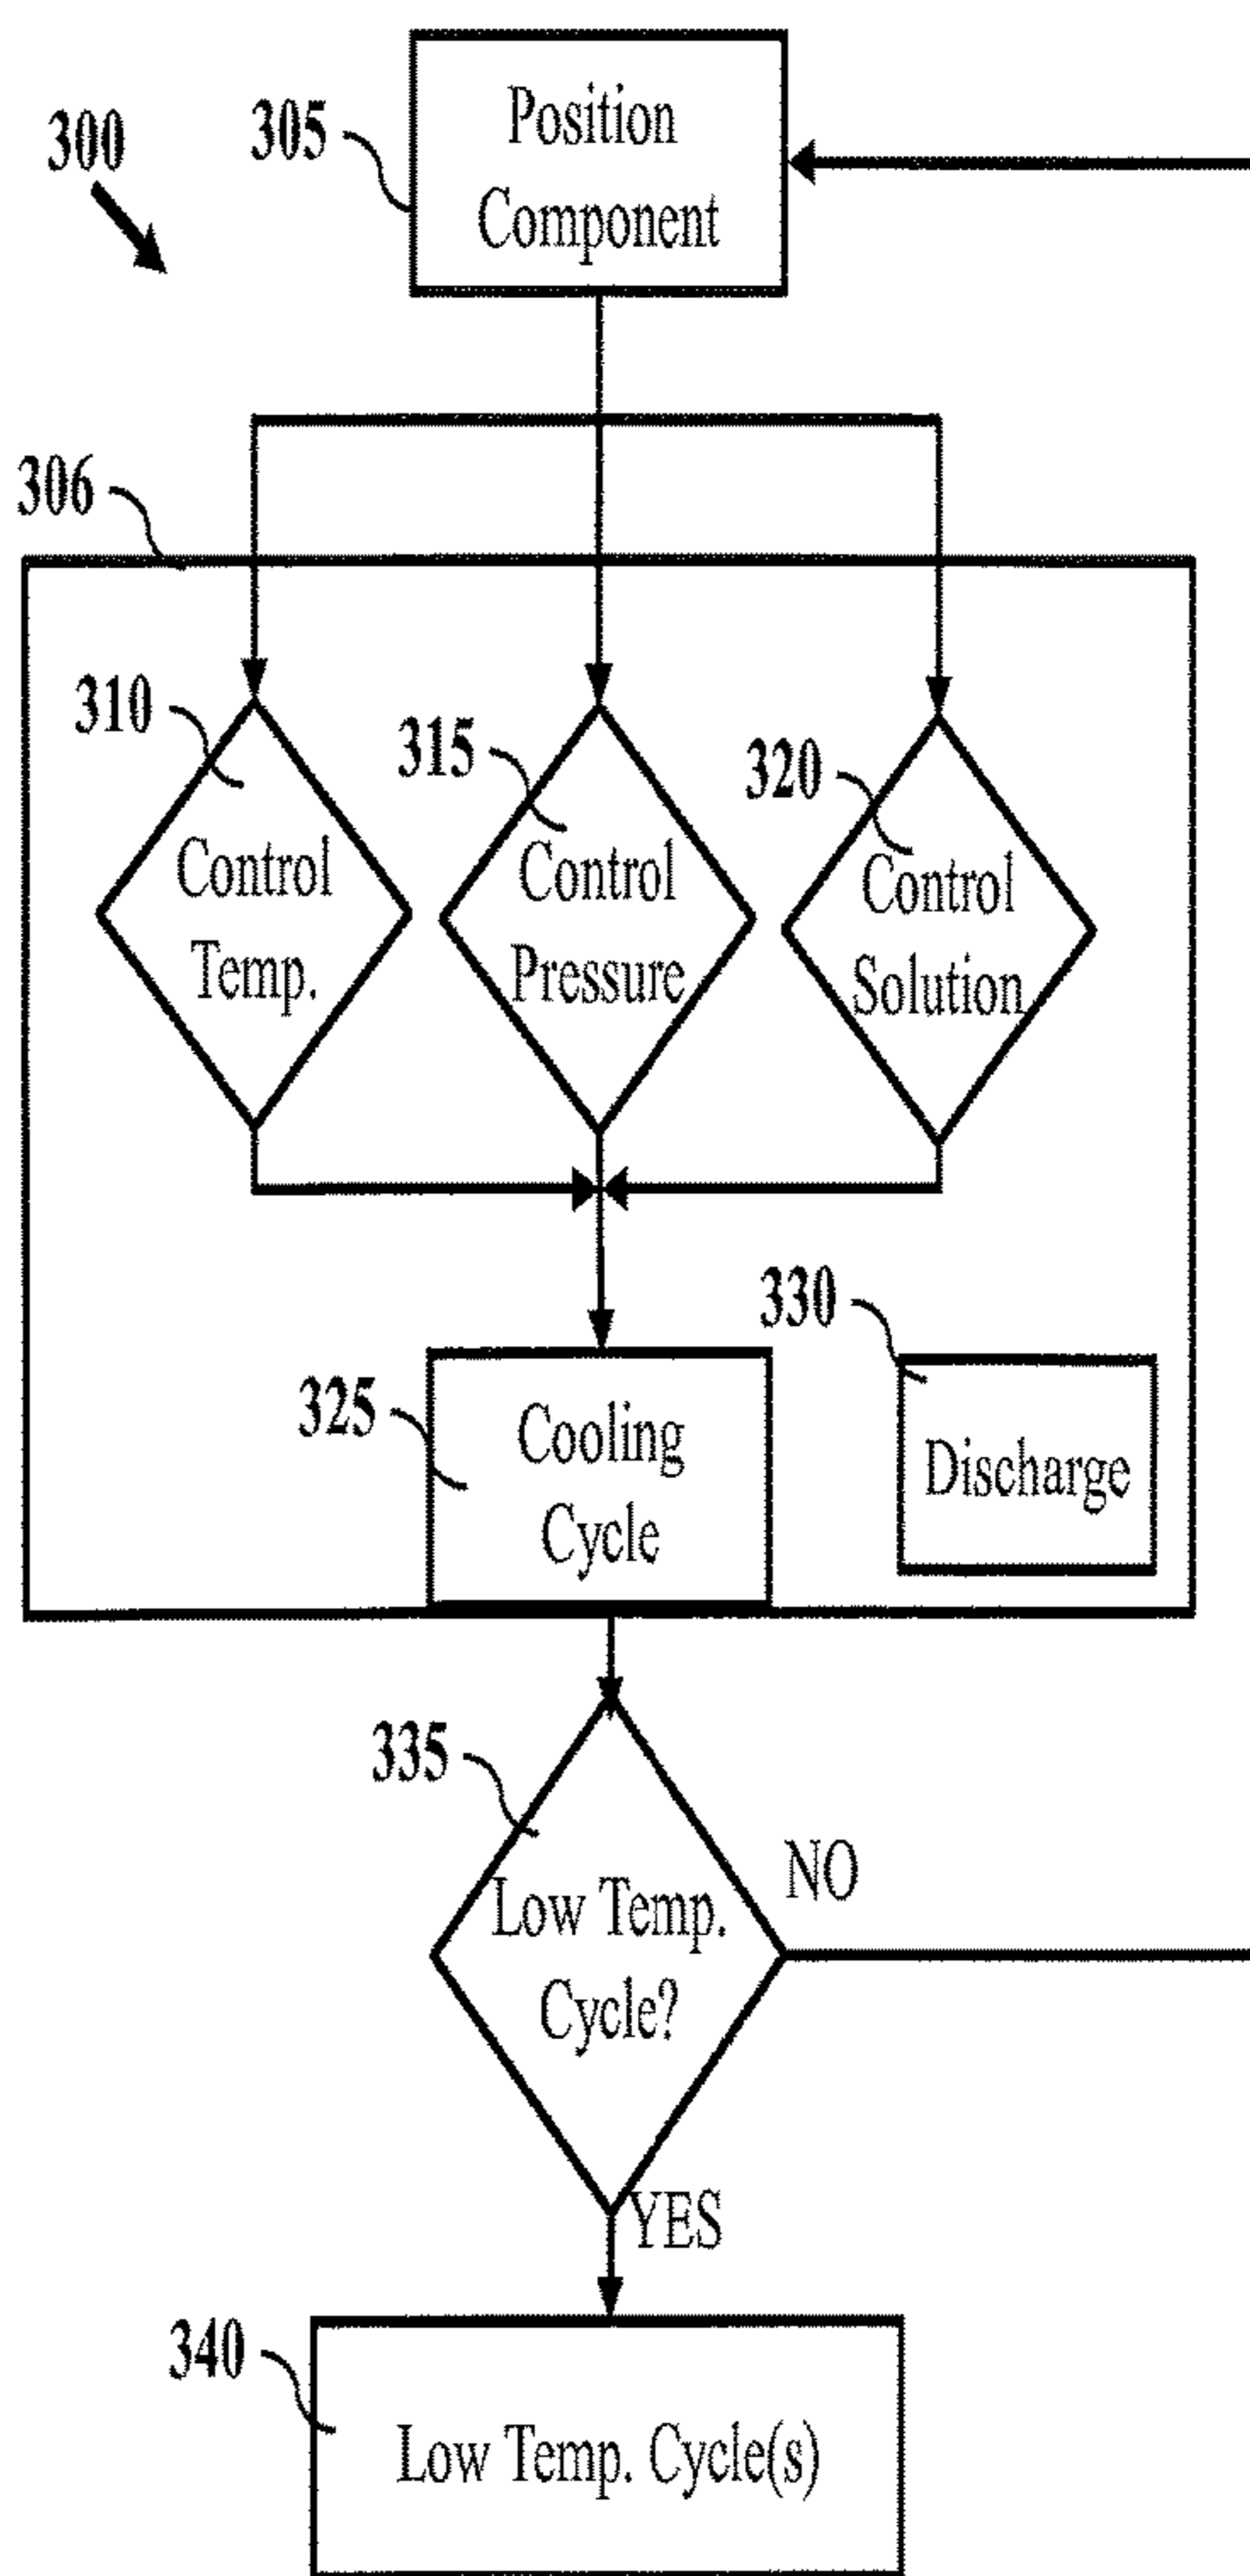 300
305
Position
Component
306
310
Control
Temp.
315
Control
Pressure
320
Control
Solution
325
Cooling
Cycle
330
Discharge
335
Low Temp.
Cycle?
NO
YES
340
Low Temp. Cycle(s)